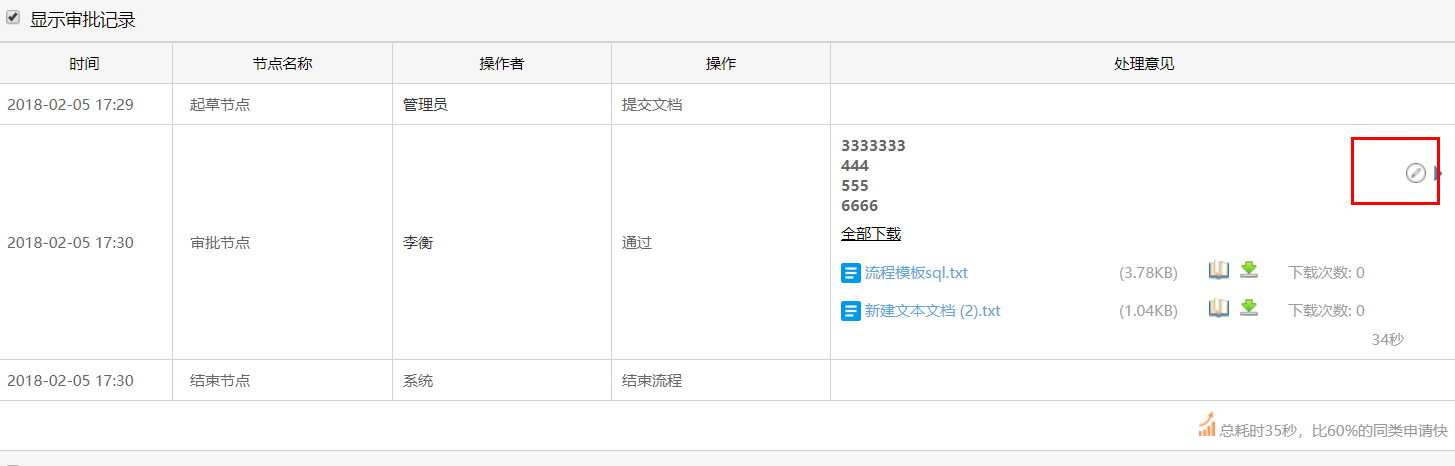 显示审批记录
时间 节点名称 操作者 操作 处理意见
2018-02-05 17:29 起草节点 管理员 提交文档
2018-02-05 17:30 审批节点 李衡 通过
3333333
444
555
6666
全部下载
流程模板sql.txt (3.78KB) 下载次数: 0
新建文本文档 (2).txt (1.04KB) 下载次数: 0
34秒
2018-02-05 17:30 结束节点 系统 结束流程
总耗时35秒，比60%的同类申请快